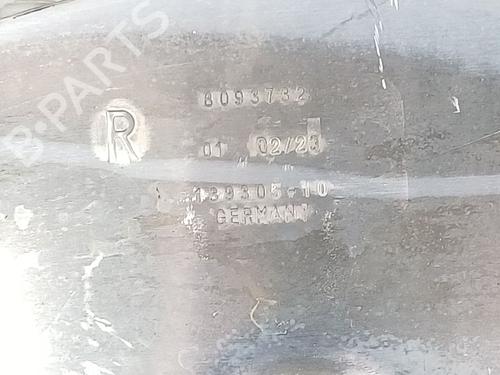 B-PARTS
8093732
R
01 02/23
139305-10
GERMANY